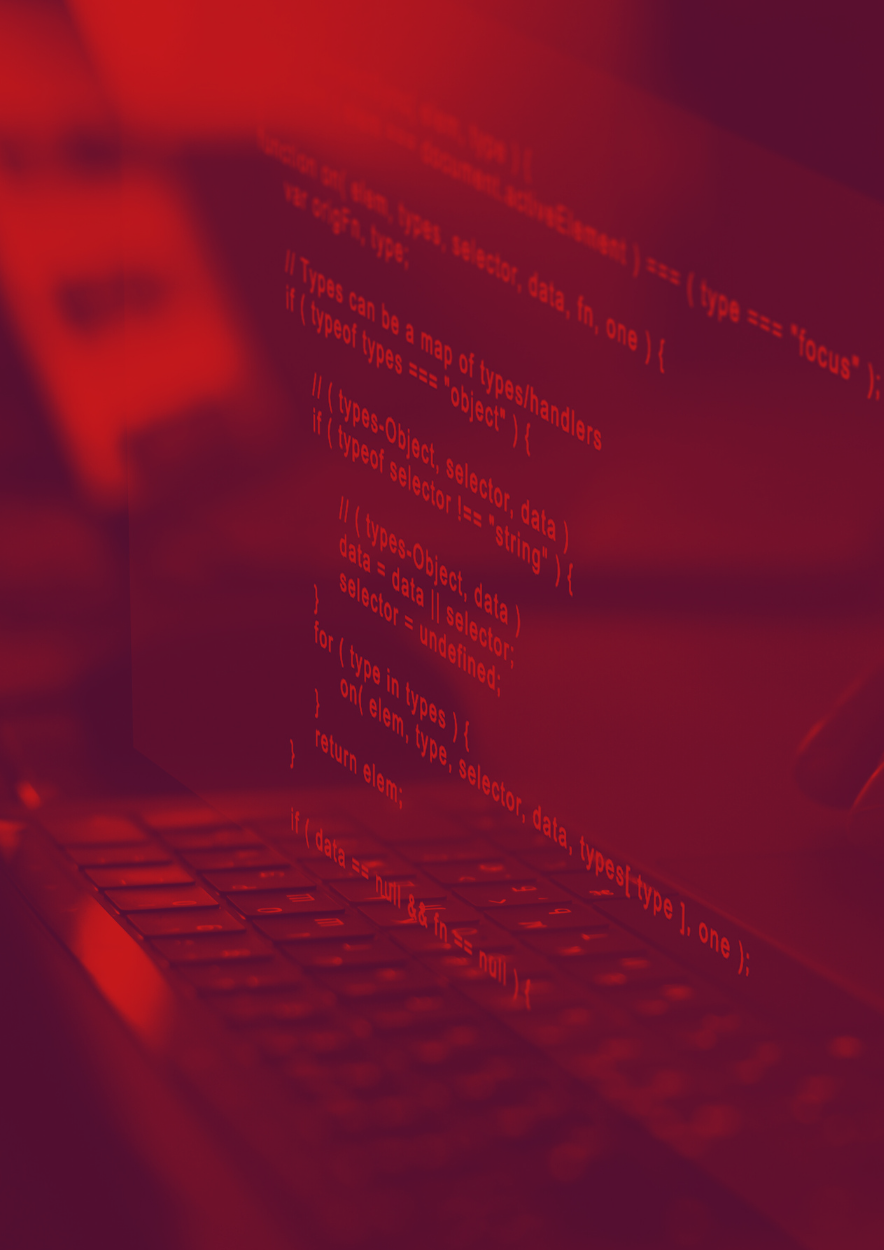 elem, type ) {
document.activeElement ) === ( type === "focus" );
function on( elem, types, selector, data, fn, one ) {
var origFn, type;
// Types can be a map of types/handlers
if ( typeof types === "object" ) {
// ( types-Object, selector, data )
if ( typeof selector !== "string" ) {
// ( types-Object, data )
data = data || selector;
selector = undefined;
}
for ( type in types ) {
on( elem, type, selector, data, types[ type ], one );
}
return elem;
}
if ( data == null && fn == null ) {